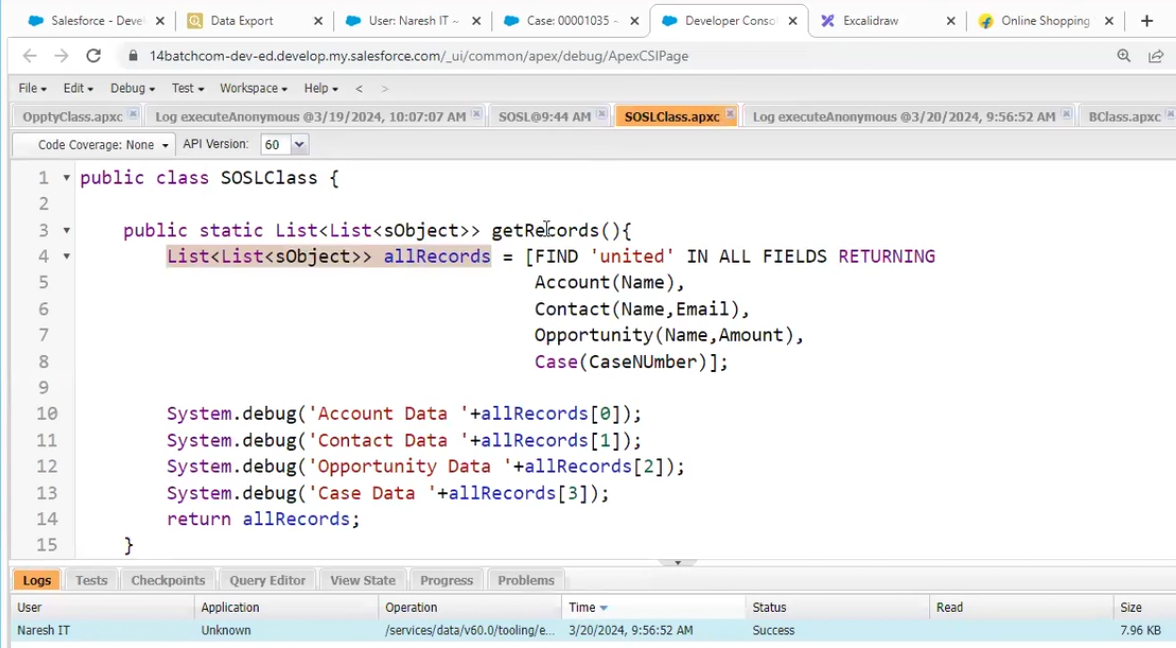 Salesforce - Devel
Data Export
User: Naresh IT ~
Case: 00001035 ~
Developer Conso
Excalidraw
Online Shopping
14batchcom-dev-ed.develop.my.salesforce.com/_ui/common/apex/debug/ApexCSIPage
File Edit Debug Test Workspace Help < >
OpptyClass.apxc
Log executeAnonymous @3/19/2024, 10:07:07 AM
SOSL@9:44 AM
SOSLClass.apxc
Log executeAnonymous @3/20/2024, 9:56:52 AM
BClass.apxc
Code Coverage: None API Version: 60
1 public class SOSLClass {
2
3 public static List<List<sObject>> getRecords(){
4 List<List<sObject>> allRecords = [FIND 'united' IN ALL FIELDS RETURNING
5 Account(Name),
6 Contact(Name,Email),
7 Opportunity(Name,Amount),
8 Case(CaseNUmber)];
9
10 System.debug('Account Data '+allRecords[0]);
11 System.debug('Contact Data '+allRecords[1]);
12 System.debug('Opportunity Data '+allRecords[2]);
13 System.debug('Case Data '+allRecords[3]);
14 return allRecords;
15 }
Logs Tests Checkpoints Query Editor View State Progress Problems
User Application Operation Time Status Read Size
Naresh IT Unknown /services/data/v60.0/tooling/e... 3/20/2024, 9:56:52 AM Success 7.96 KB